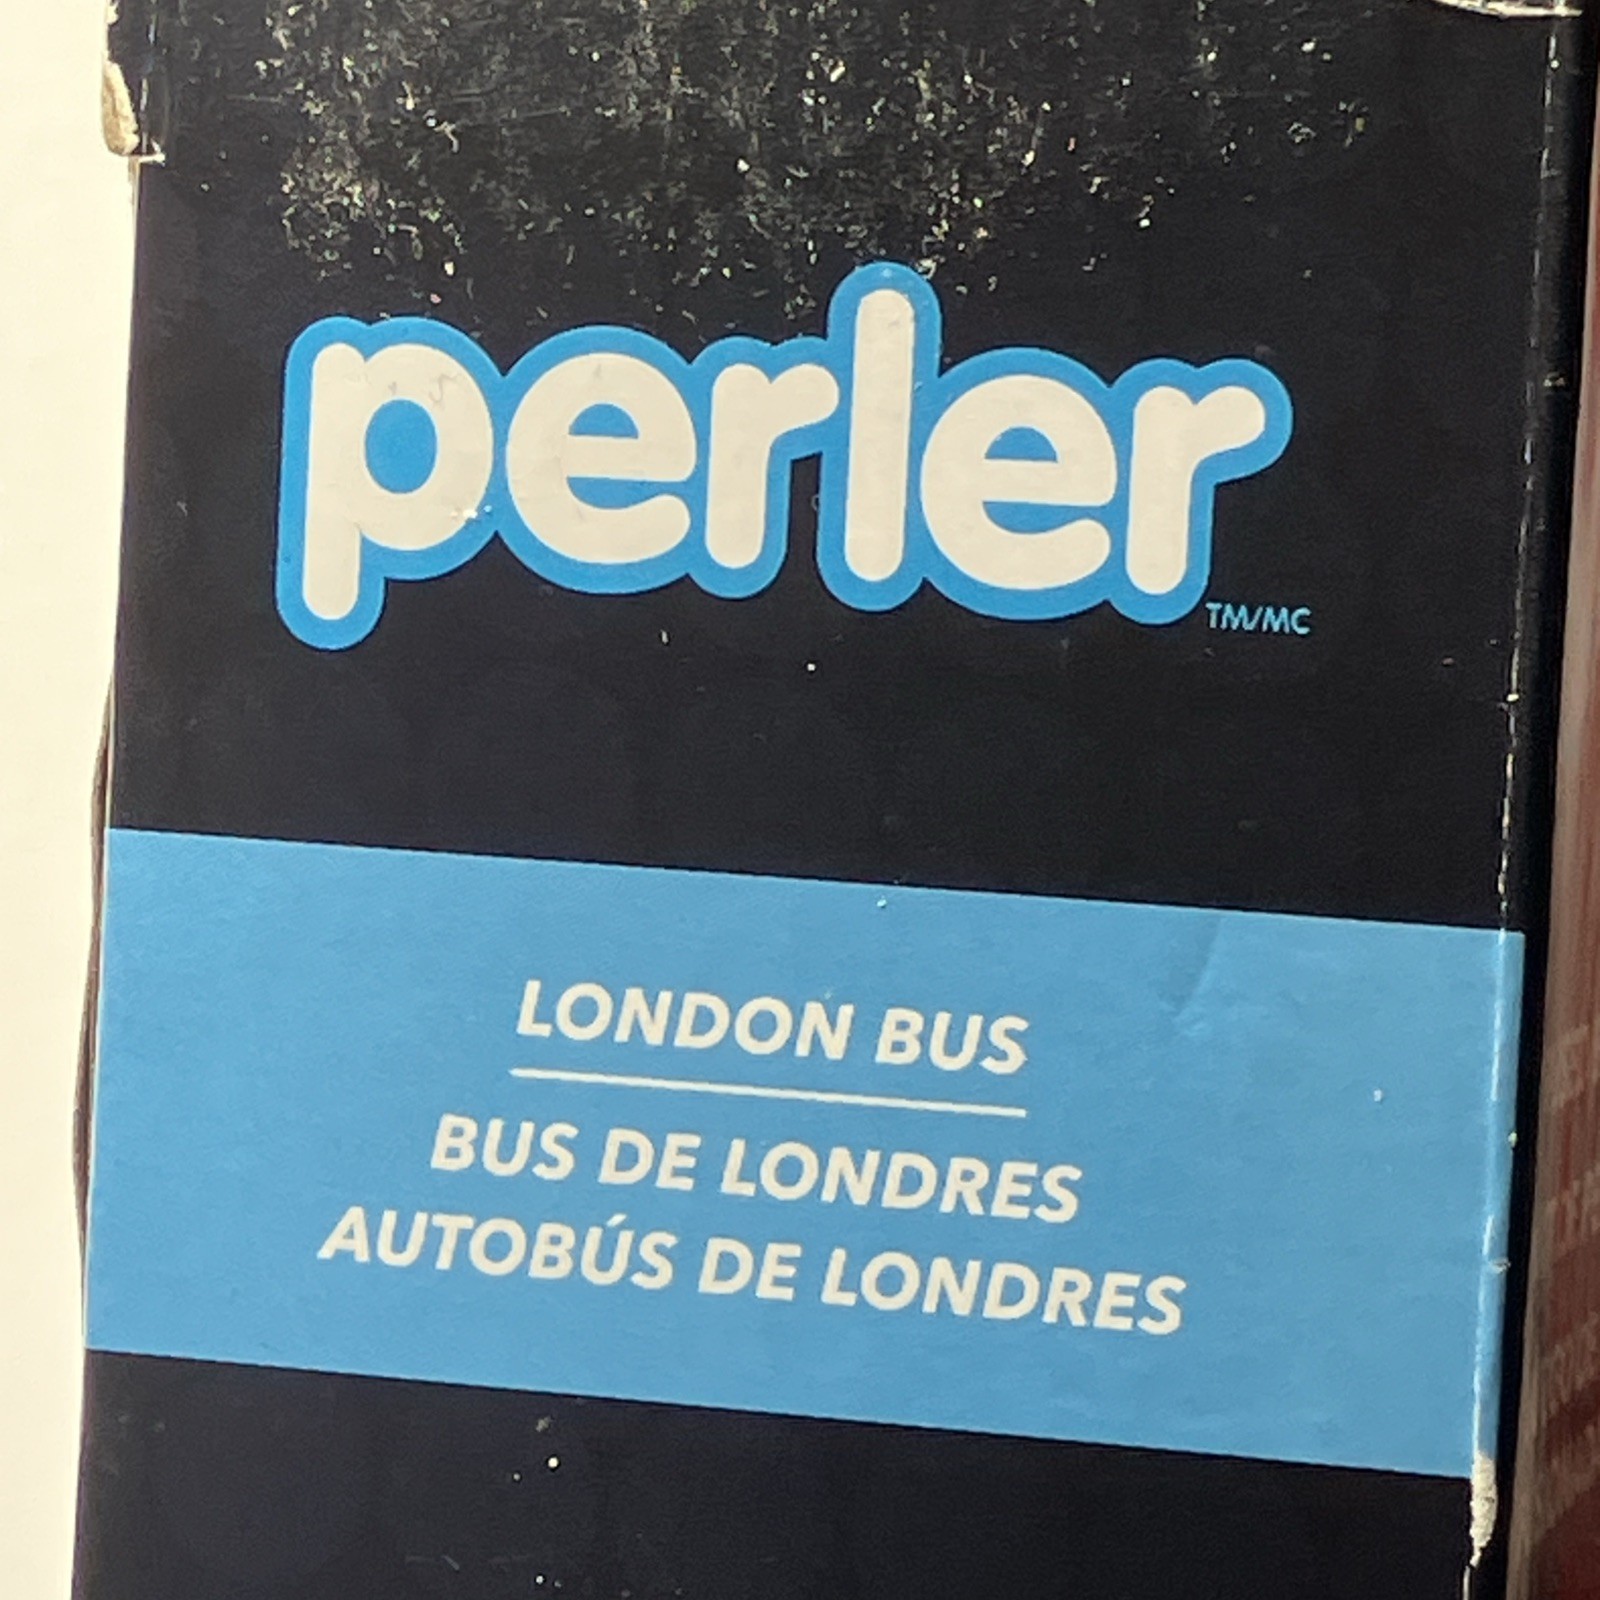 perler
TM/MC
LONDON BUS
BUS DE LONDRES
AUTOBÚS DE LONDRES